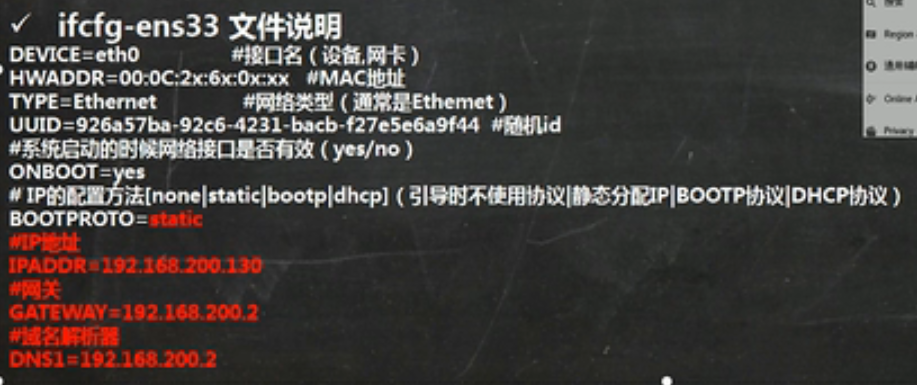 ✓ ifcfg-ens33 文件说明
DEVICE=eth0 #接口名（设备,网卡）
HWADDR=00:0C:2x:6x:0x:xx #MAC地址
TYPE=Ethernet #网络类型（通常是Ethemet）
UUID=926a57ba-92c6-4231-bacb-f27e5e6a9f44 #随机id
#系统启动的时候网络接口是否有效（yes/no）
ONBOOT=yes
# IP的配置方法[none|static|bootp|dhcp]（引导时不使用协议|静态分配IP|BOOTP协议|DHCP协议）
BOOTPROTO=static
#IP地址
IPADDR=192.168.200.130
#网关
GATEWAY=192.168.200.2
#域名解析器
DNS1=192.168.200.2
搜索
Region
Online
Privacy